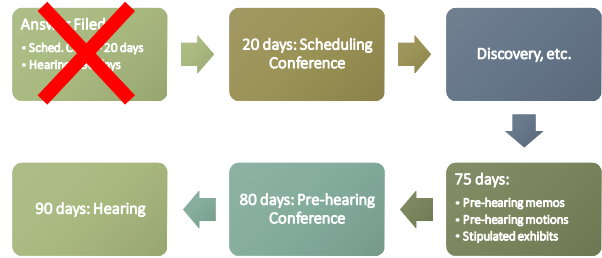 Answer Filed
• Sched. 20 days
• Hearing
20 days: Scheduling
Conference
Discovery, etc.
75 days:
• Pre-hearing memos
• Pre-hearing motions
• Stipulated exhibits
80 days: Pre-hearing
Conference
90 days: Hearing